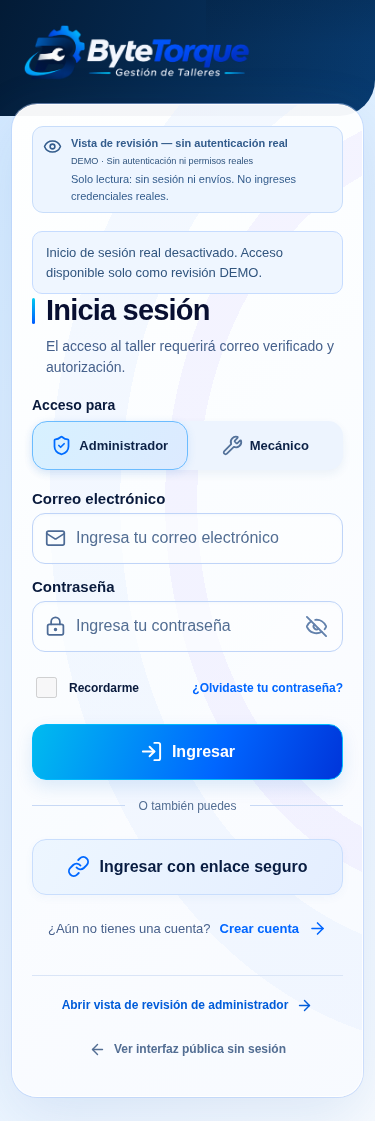 ByteTorque
Gestión de Talleres
Vista de revisión — sin autenticación real
DEMO · Sin autenticación ni permisos reales
Solo lectura: sin sesión ni envíos. No ingreses
credenciales reales.
Inicio de sesión real desactivado. Acceso
disponible solo como revisión DEMO.
Inicia sesión
El acceso al taller requerirá correo verificado y
autorización.
Acceso para
Administrador
Mecánico
Correo electrónico
Ingresa tu correo electrónico
Contraseña
Ingresa tu contraseña
Recordarme
¿Olvidaste tu contraseña?
Ingresar
O también puedes
Ingresar con enlace seguro
¿Aún no tienes una cuenta? Crear cuenta
Abrir vista de revisión de administrador
Ver interfaz pública sin sesión